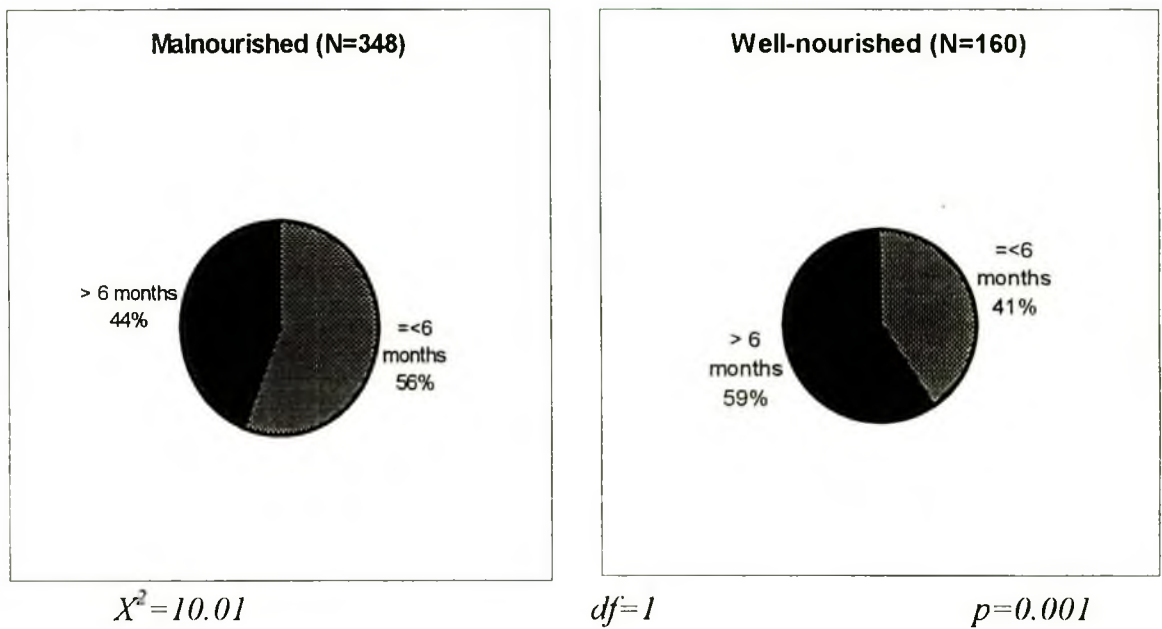 Malnourished (N=348)
> 6 months
44%
=<6
months
56%
Well-nourished (N=160)
=<6
months
41%
> 6
months
59%
X²=10.01
df=1
p=0.001